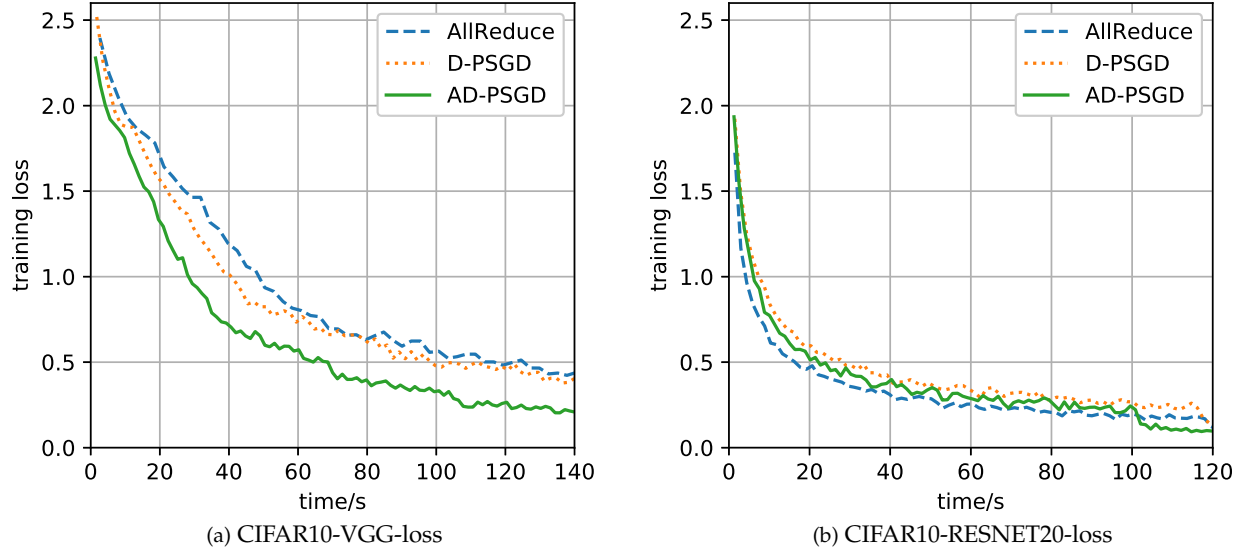 2.5
2.0
1.5
1.0
0.5
0.0
training loss
0 20 40 60 80 100 120 140
time/s
AllReduce
D-PSGD
AD-PSGD
(a) CIFAR10-VGG-loss
2.5
2.0
1.5
1.0
0.5
0.0
training loss
0 20 40 60 80 100 120
time/s
AllReduce
D-PSGD
AD-PSGD
(b) CIFAR10-RESNET20-loss